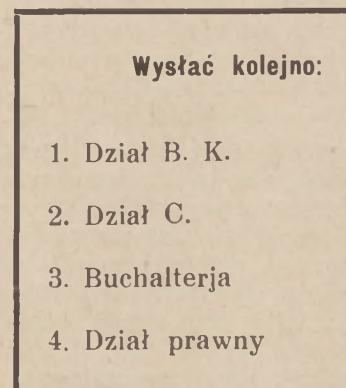 Wysłać kolejno:
1. Dział B. K.
2. Dział C.
3. Buchalterja
4. Dział prawny